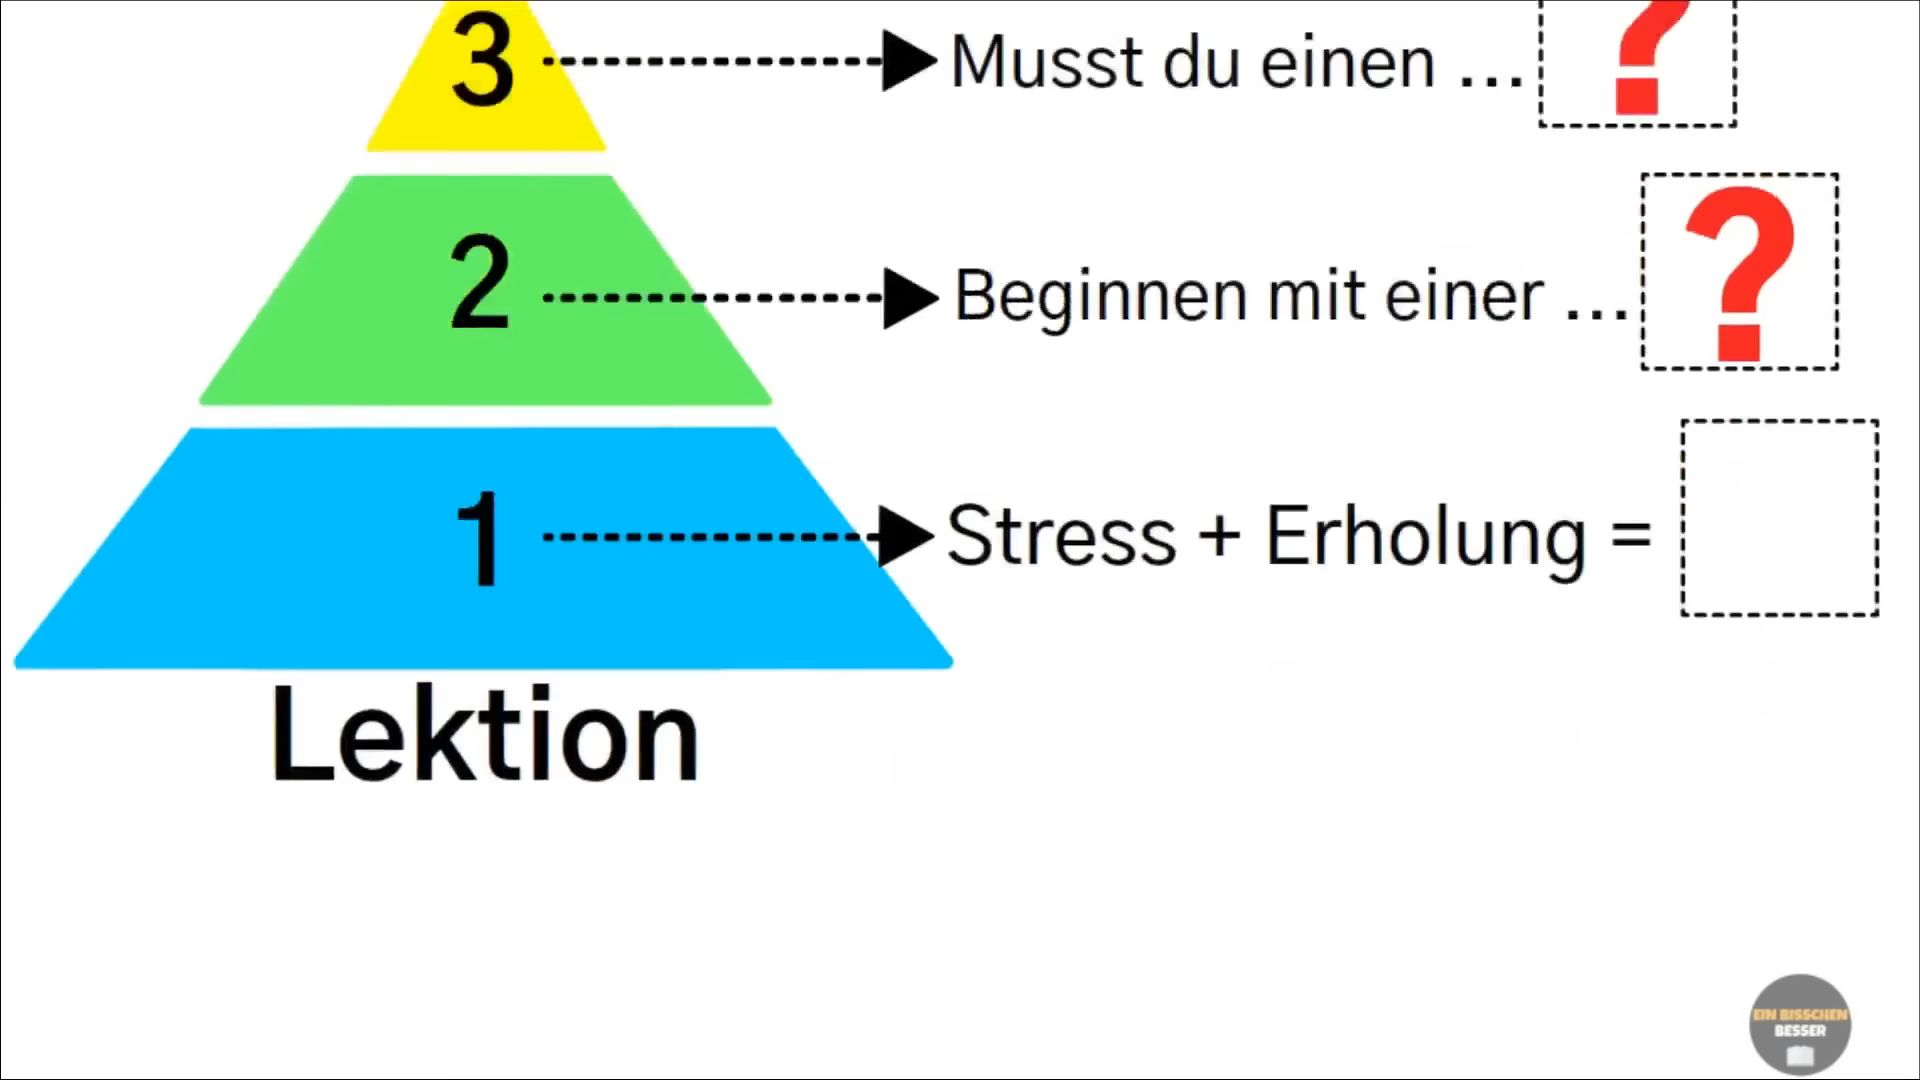 3 Musst du einen ... ?
2 Beginnen mit einer ... ?
1 Stress + Erholung =
Lektion
EIN BISSCHEN
BESSER